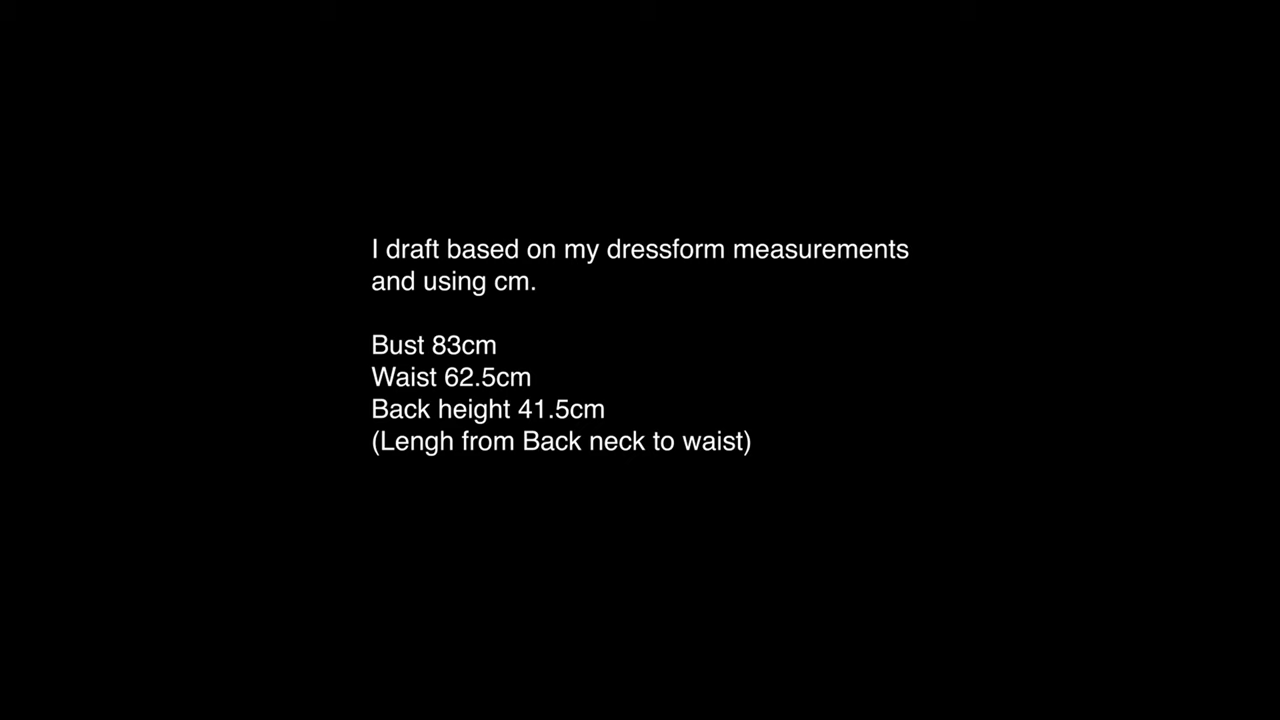 I draft based on my dressform measurements
and using cm.
Bust 83cm
Waist 62.5cm
Back height 41.5cm
(Lengh from Back neck to waist)